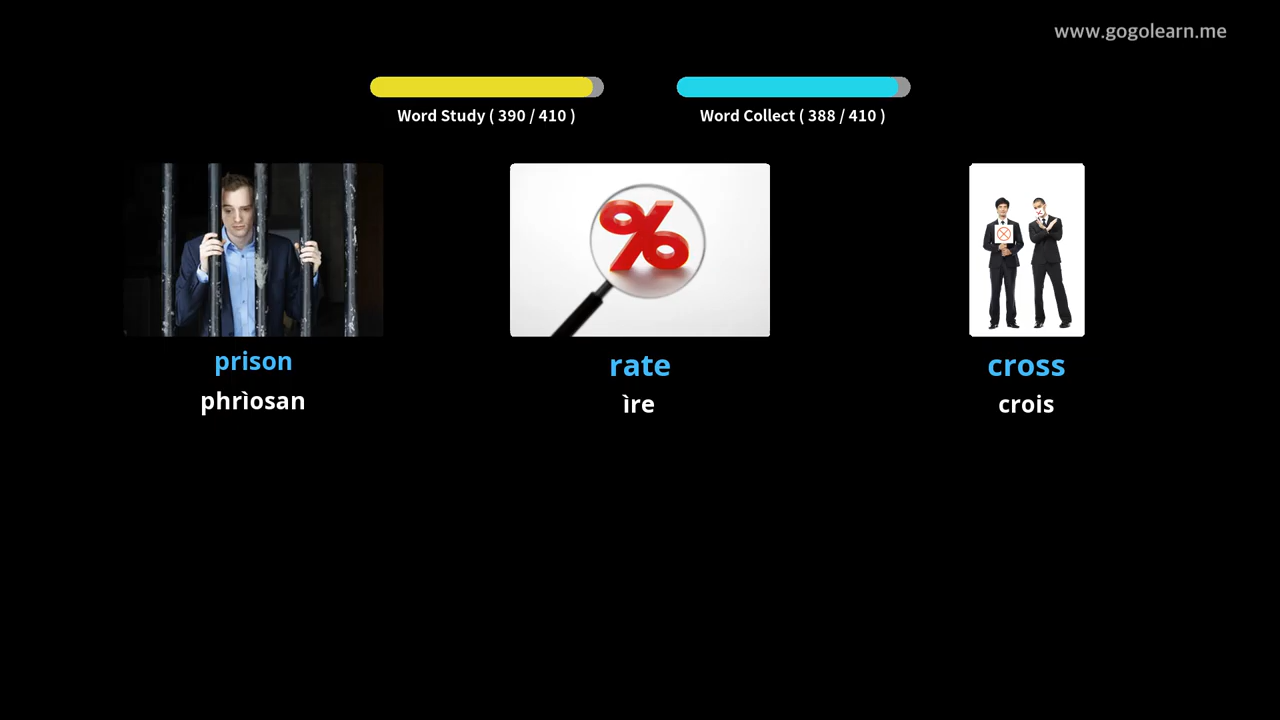 www.gogolearn.me
Word Study ( 390 / 410 )
Word Collect ( 388 / 410 )
prison
phrìosan
rate
ìre
cross
crois